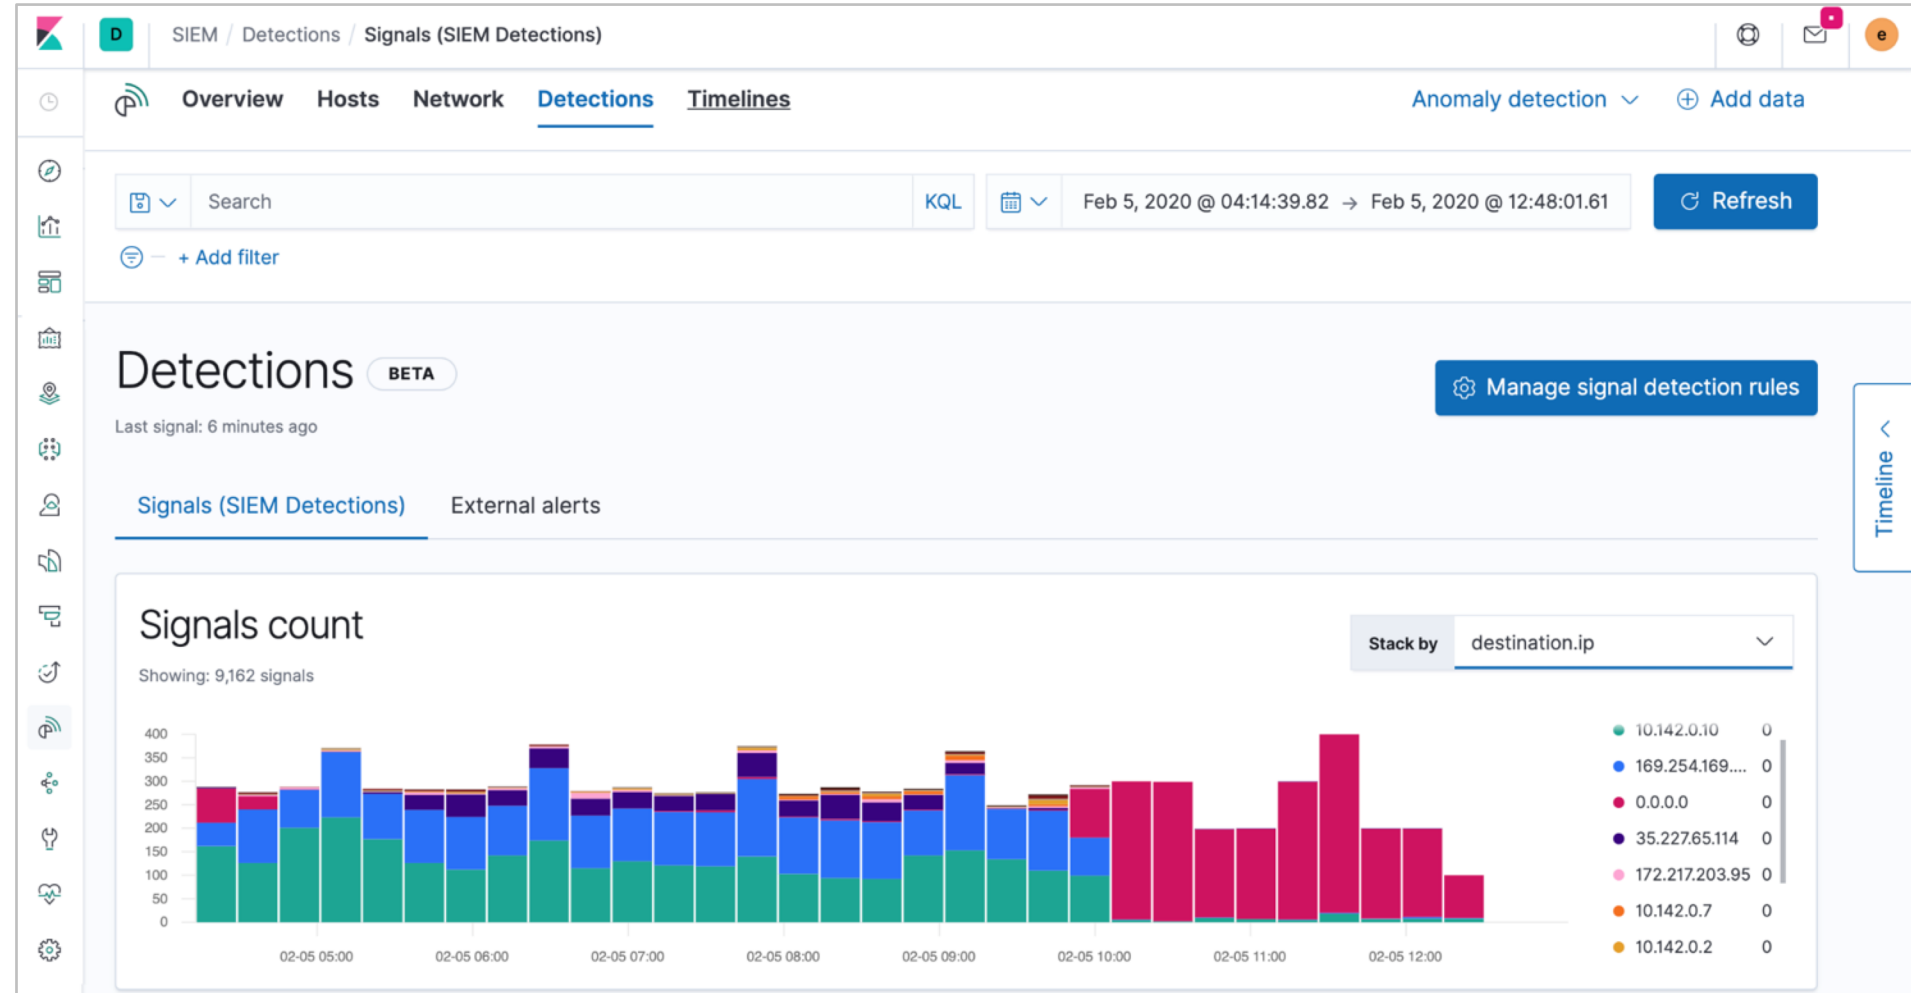 D SIEM / Detections / Signals (SIEM Detections) e
Overview Hosts Network Detections Timelines Anomaly detection Add data
Search KQL Feb 5, 2020 @ 04:14:39.82 → Feb 5, 2020 @ 12:48:01.61 Refresh
+ Add filter
Detections BETA
Manage signal detection rules
Last signal: 6 minutes ago
Timeline
Signals (SIEM Detections) External alerts
Signals count
Stack by destination.ip
Showing: 9,162 signals
400
350
300
250
200
150
100
50
0
02-05 05:00 02-05 06:00 02-05 07:00 02-05 08:00 02-05 09:00 02-05 10:00 02-05 11:00 02-05 12:00
10.142.0.10 0
169.254.169.... 0
0.0.0.0 0
35.227.65.114 0
172.217.203.95 0
10.142.0.7 0
10.142.0.2 0